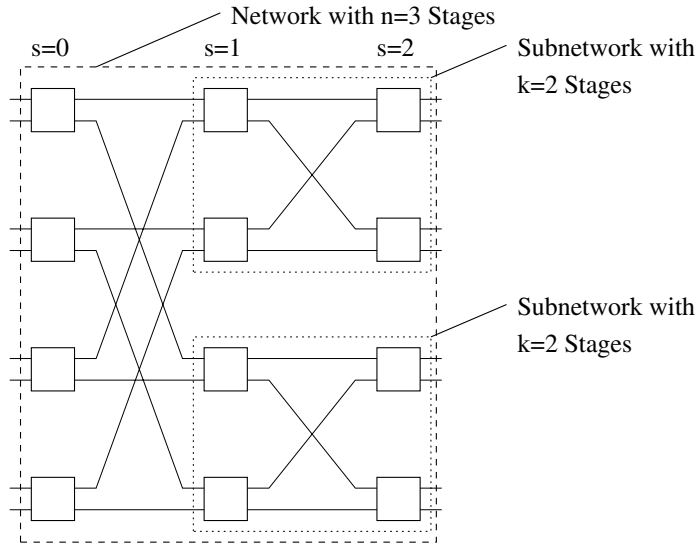 Network with n=3 Stages
s=0
s=1
s=2
Subnetwork with
k=2 Stages
Subnetwork with
k=2 Stages